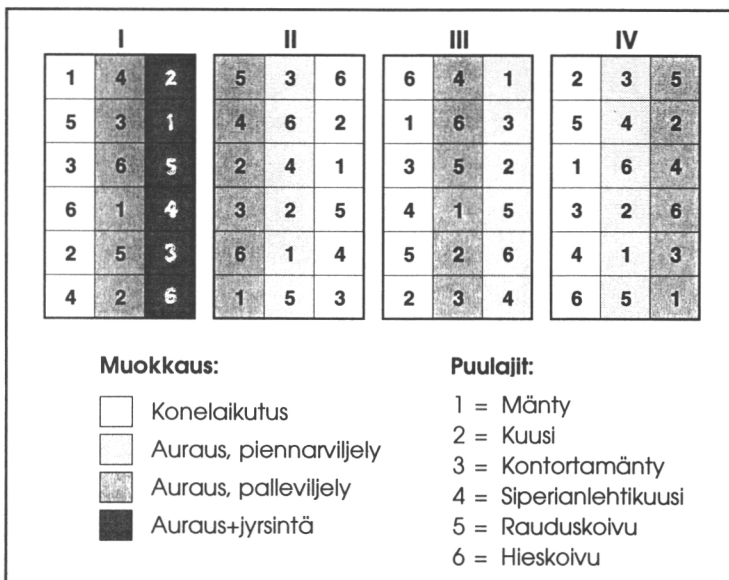 I II III IV
1 4 2 5 3 6 6 4 1 2 3 5
5 3 1 4 6 2 1 6 3 5 4 2
3 6 5 2 4 1 3 5 2 1 6 4
6 1 4 3 2 5 4 1 5 3 2 6
2 5 3 6 1 4 5 2 6 4 1 3
4 2 6 1 5 3 2 3 4 6 5 1
Muokkaus:
Konelaikutus
Auraus, piennarviljely
Auraus, palleviljely
Auraus+jyrsintä
Puulajit:
1 = Mänty
2 = Kuusi
3 = Kontortamänty
4 = Siperianlehtikuusi
5 = Rauduskoivu
6 = Hieskoivu